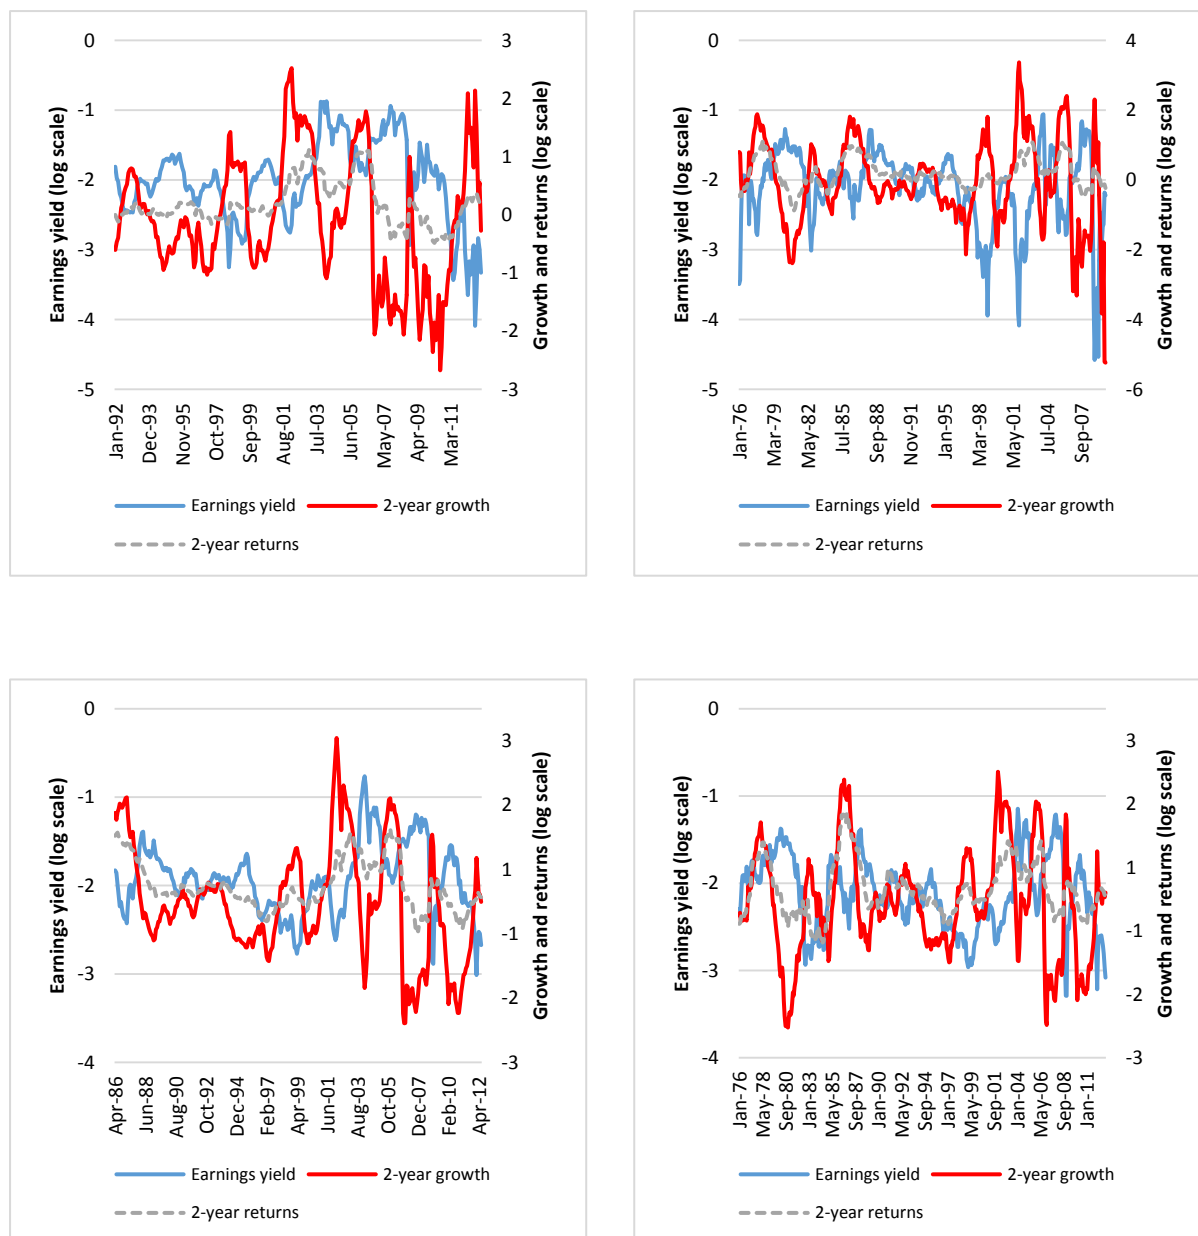 0
-1
-2
-3
-4
-5
3
2
1
0
-1
-2
-3
Earnings yield (log scale)
Growth and returns (log scale)
Jan-92
Dec-93
Nov-95
Oct-97
Sep-99
Aug-01
Jul-03
Jun-05
May-07
Apr-09
Mar-11
Earnings yield
2-year growth
2-year returns
0
-1
-2
-3
-4
-5
4
2
0
-2
-4
-6
Earnings yield (log scale)
Growth and returns (log scale)
Jan-76
Mar-79
May-82
Jul-85
Sep-88
Nov-91
Jan-95
Mar-98
May-01
Jul-04
Sep-07
Earnings yield
2-year growth
2-year returns
0
-1
-2
-3
-4
3
2
1
0
-1
-2
-3
Earnings yield (log scale)
Growth and returns (log scale)
Apr-86
Jun-88
Aug-90
Oct-92
Dec-94
Feb-97
Apr-99
Jun-01
Aug-03
Oct-05
Dec-07
Feb-10
Apr-12
Earnings yield
2-year growth
2-year returns
0
-1
-2
-3
-4
3
2
1
0
-1
-2
-3
Earnings yield (log scale)
Growth and returns (log scale)
Jan-76
May-78
Sep-80
Jan-83
May-85
Sep-87
Jan-90
May-92
Sep-94
Jan-97
May-99
Sep-01
Jan-04
May-06
Sep-08
Jan-11
Earnings yield
2-year growth
2-year returns